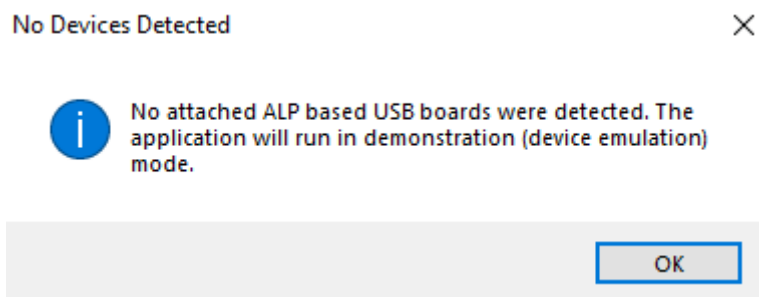 No Devices Detected
No attached ALP based USB boards were detected. The
application will run in demonstration (device emulation)
mode.
OK